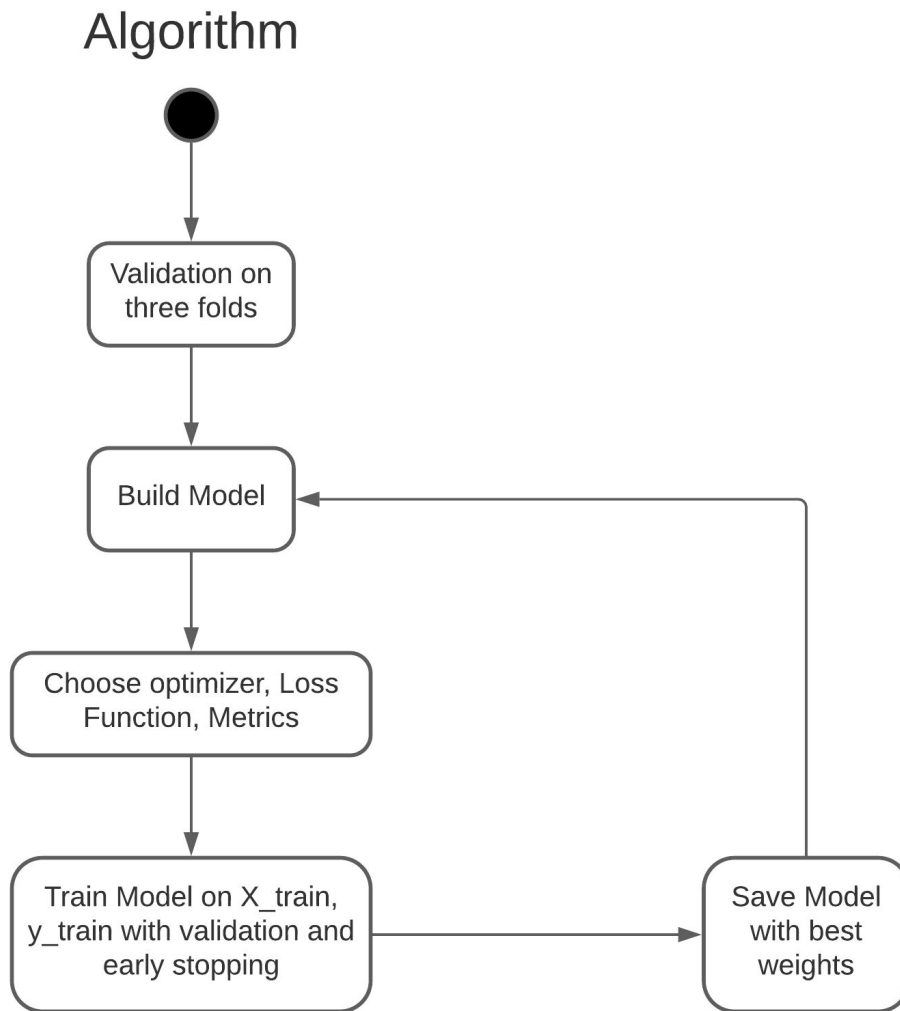 Algorithm
Validation on
three folds
Build Model
Choose optimizer, Loss
Function, Metrics
Train Model on X_train,
y_train with validation and
early stopping
Save Model
with best
weights